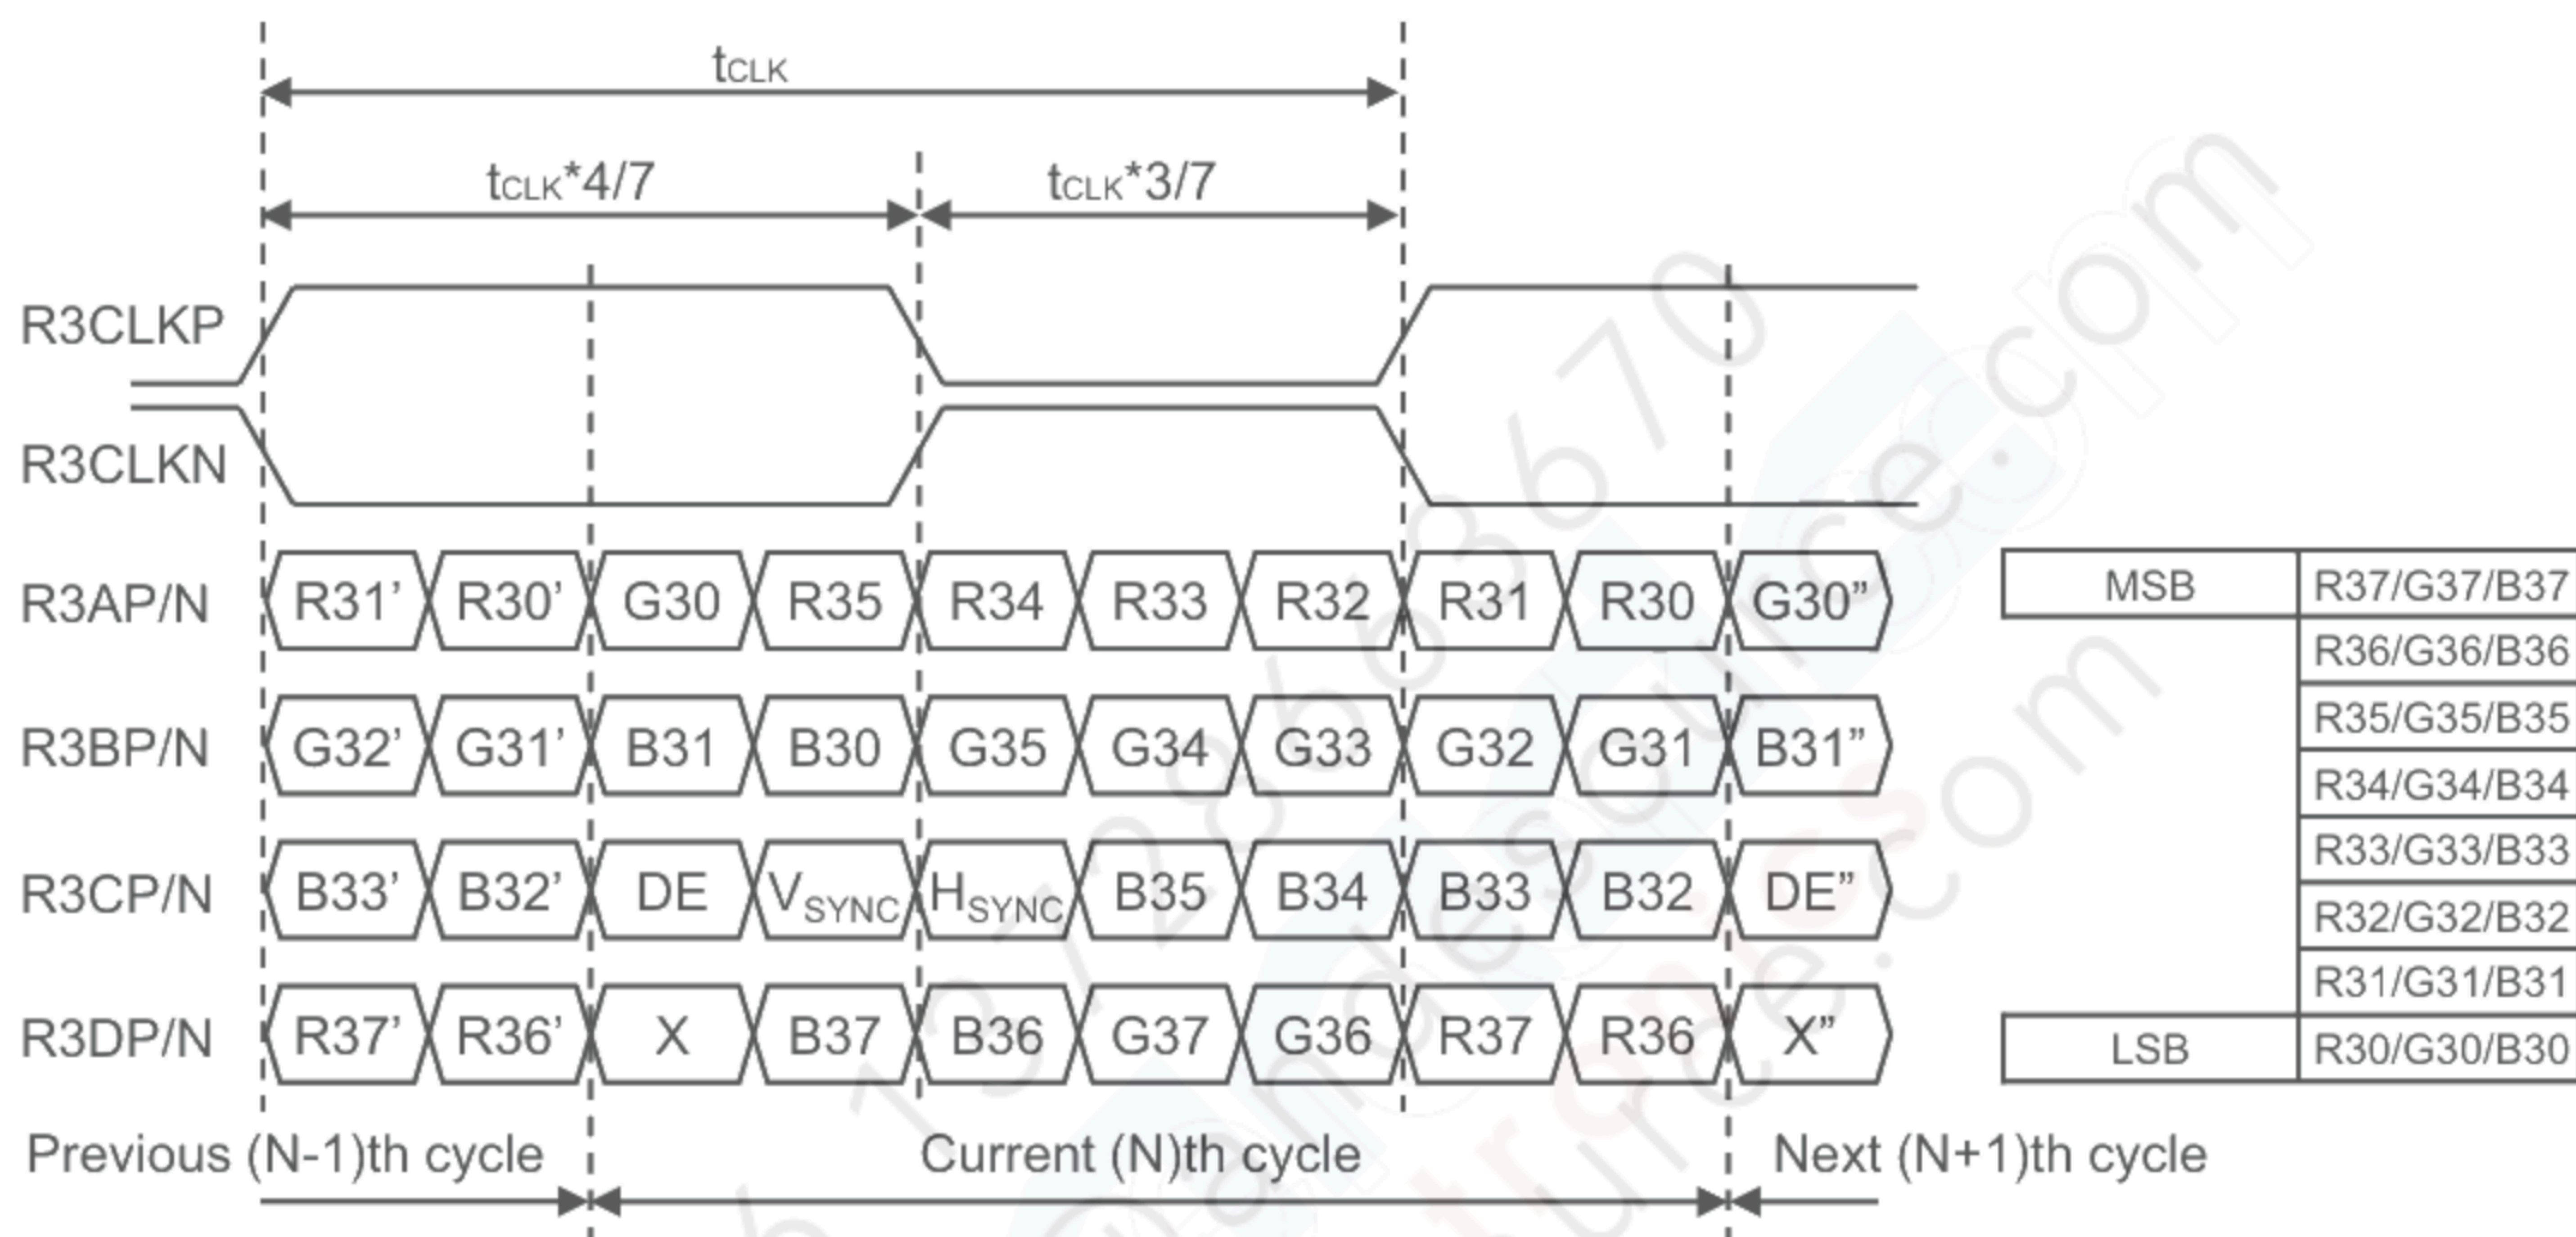 tCLK
tCLK*4/7 tCLK*3/7
R3CLKP
R3CLKN
R3AP/N R31’ R30’ G30 R35 R34 R33 R32 R31 R30 G30”
R3BP/N G32’ G31’ B31 B30 G35 G34 G33 G32 G31 B31”
R3CP/N B33’ B32’ DE VSYNC HSYNC B35 B34 B33 B32 DE”
R3DP/N R37’ R36’ X B37 B36 G37 G36 R37 R36 X”
MSB R37/G37/B37
R36/G36/B36
R35/G35/B35
R34/G34/B34
R33/G33/B33
R32/G32/B32
R31/G31/B31
LSB R30/G30/B30
Previous (N-1)th cycle Current (N)th cycle Next (N+1)th cycle